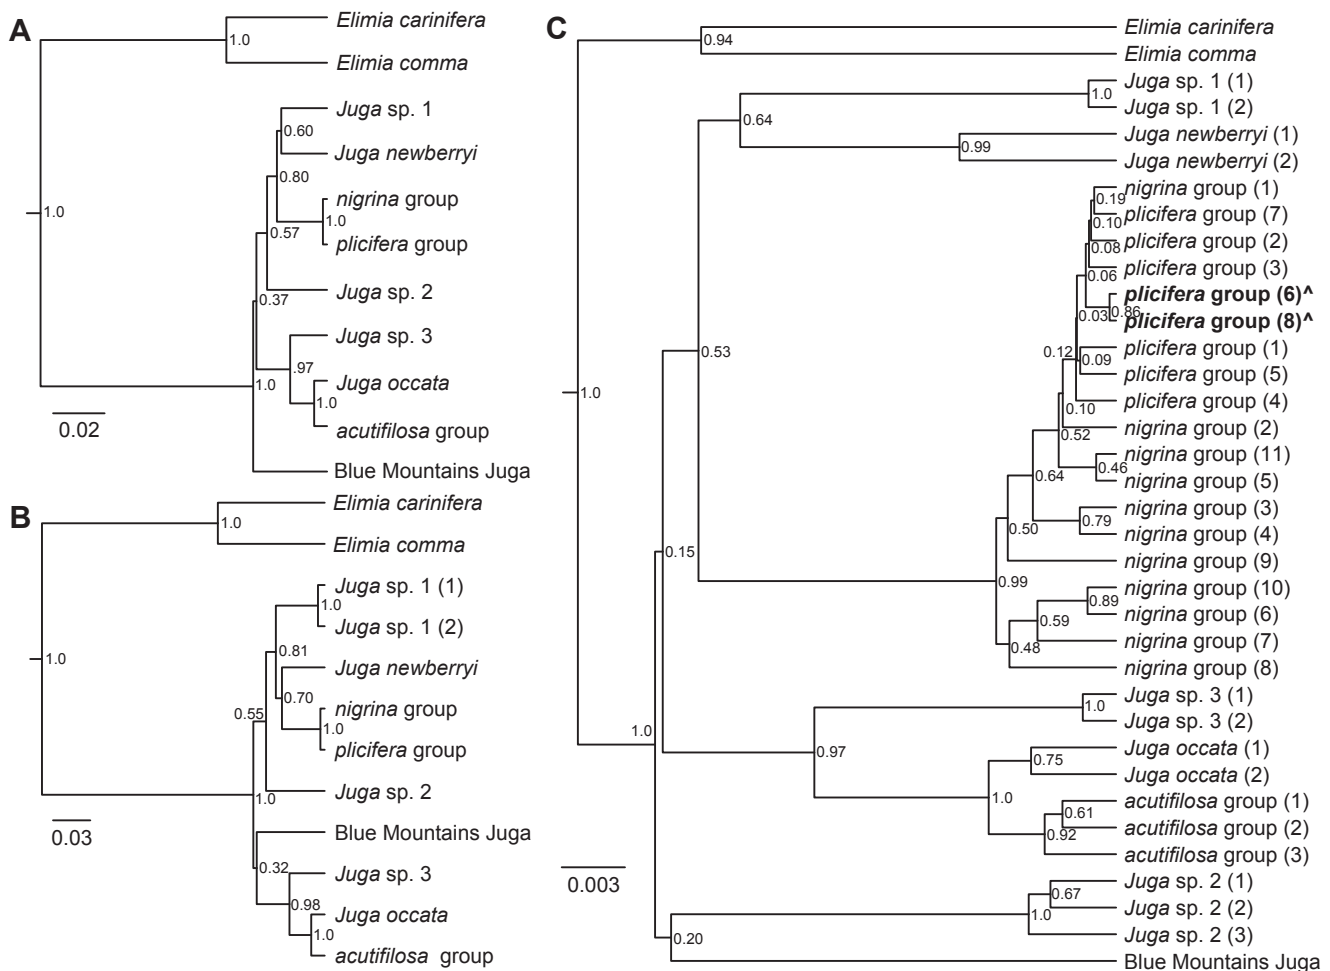 A
Elimia carinifera
1.0
Elimia comma
Juga sp. 1
0.60
Juga newberryi
0.80
nigrina group
1.0
1.0
plicifera group
0.57
Juga sp. 2
0.37
Juga sp. 3
.97
Juga occata
1.0
1.0
acutifilosa group
0.02
Blue Mountains Juga
B
Elimia carinifera
1.0
Elimia comma
Juga sp. 1 (1)
1.0
Juga sp. 1 (2)
0.81
1.0
Juga newberryi
0.70
nigrina group
0.55
1.0
plicifera group
Juga sp. 2
1.0
0.03
Blue Mountains Juga
0.32
Juga sp. 3
0.98
Juga occata
1.0
acutifilosa group
C
Elimia carinifera
0.94
Elimia comma
Juga sp. 1 (1)
1.0
Juga sp. 1 (2)
0.64
Juga newberryi (1)
0.99
Juga newberryi (2)
nigrina group (1)
0.19
plicifera group (7)
0.10
plicifera group (2)
0.08
plicifera group (3)
0.06
plicifera group (6)^
0.03
0.86
plicifera group (8)^
0.53
0.12
plicifera group (1)
0.09
plicifera group (5)
1.0
plicifera group (4)
0.10
nigrina group (2)
0.52
nigrina group (11)
0.46
0.64
nigrina group (5)
nigrina group (3)
0.79
0.50
nigrina group (4)
0.15
nigrina group (9)
0.99
nigrina group (10)
0.89
nigrina group (6)
0.59
nigrina group (7)
0.48
nigrina group (8)
Juga sp. 3 (1)
1.0
Juga sp. 3 (2)
1.0
0.97
Juga occata (1)
0.75
Juga occata (2)
1.0
acutifilosa group (1)
0.61
acutifilosa group (2)
0.92
acutifilosa group (3)
0.003
Juga sp. 2 (1)
0.67
Juga sp. 2 (2)
1.0
Juga sp. 2 (3)
0.20
Blue Mountains Juga